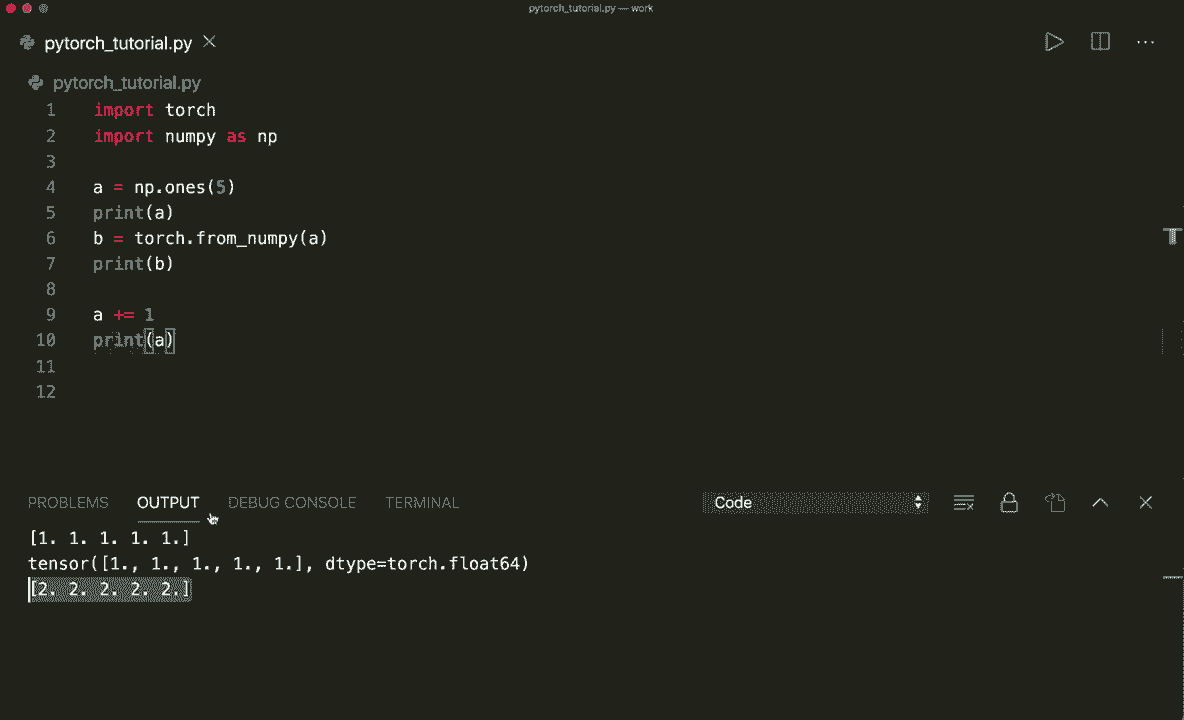 pytorch_tutorial.py — work
pytorch_tutorial.py
pytorch_tutorial.py
1 import torch
2 import numpy as np
3
4 a = np.ones(5)
5 print(a)
6 b = torch.from_numpy(a)
7 print(b)
8
9 a += 1
10 print(a)
11
12
PROBLEMS OUTPUT DEBUG CONSOLE TERMINAL Code
[1. 1. 1. 1. 1.]
tensor([1., 1., 1., 1., 1.], dtype=torch.float64)
[2. 2. 2. 2. 2.]